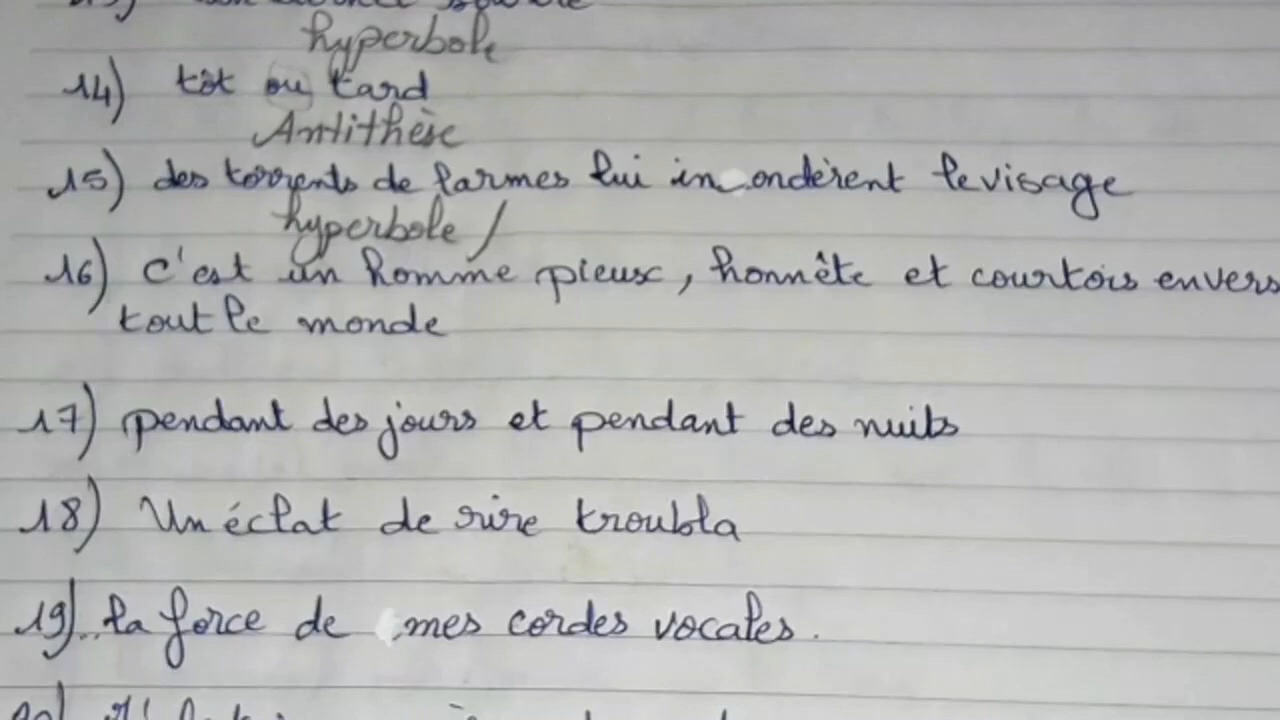 hyperbole
14) tôt ou tard
Antithèse
15) des torrents de larmes lui inondèrent le visage
hyperbole /
16) C'est un homme pieux, honnête et courtois envers
tout le monde
17) pendant des jours et pendant des nuits
18) Un éclat de rire troubla
19) la force de mes cordes vocales.